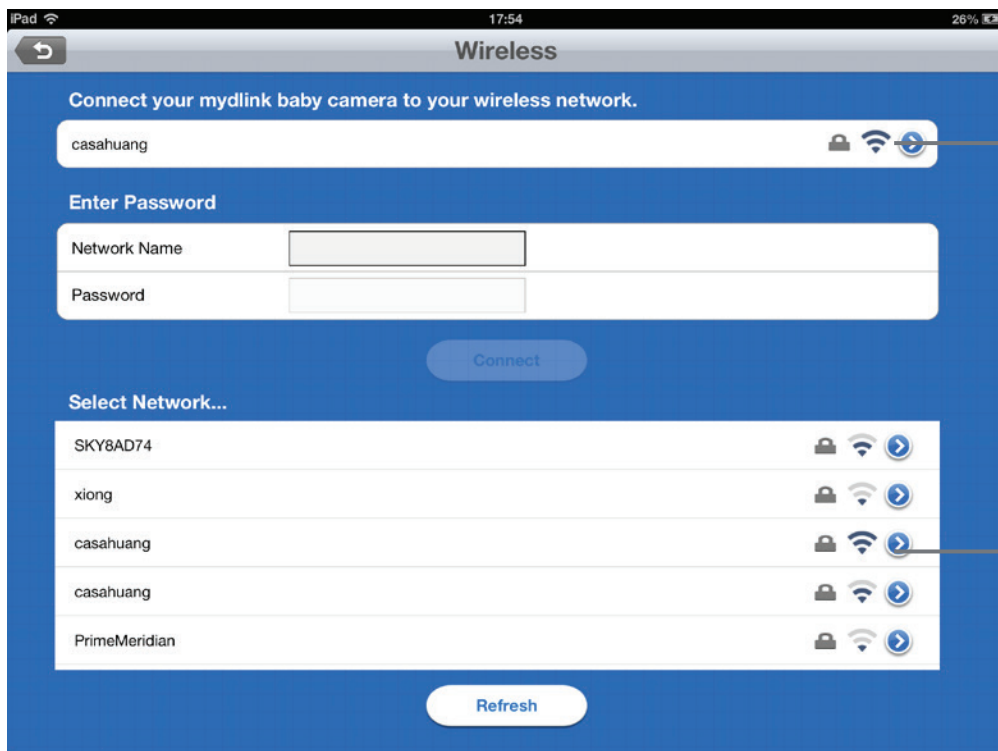 iPad 17:54 26%
Wireless
Connect your mydlink baby camera to your wireless network.
casahuang
Enter Password
Network Name
Password
Connect
Select Network...
SKY8AD74
xiong
casahuang
casahuang
PrimeMeridian
Refresh